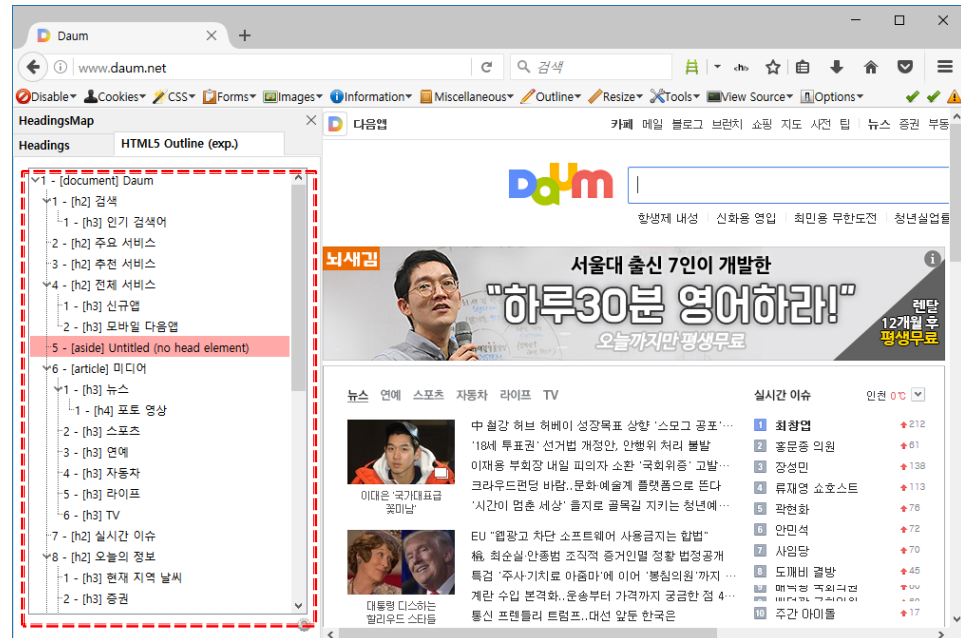 Daum
www.daum.net
검색
Disable Cookies CSS Forms Images Information Miscellaneous Outline Resize Tools View Source Options
HeadingsMap
Headings
HTML5 Outline (exp.)
1 - [document] Daum
1 - [h2] 검색
1 - [h3] 인기 검색어
2 - [h2] 주요 서비스
3 - [h2] 추천 서비스
4 - [h2] 전체 서비스
1 - [h3] 신규앱
2 - [h3] 모바일 다음앱
5 - [aside] Untitled (no head element)
6 - [article] 미디어
1 - [h3] 뉴스
1 - [h4] 포토 영상
2 - [h3] 스포츠
3 - [h3] 연예
4 - [h3] 자동차
5 - [h3] 라이프
6 - [h3] TV
7 - [h2] 실시간 이슈
8 - [h2] 오늘의 정보
1 - [h3] 현재 지역 날씨
2 - [h3] 증권
다음앱
카페 메일 블로그 브런치 쇼핑 지도 사전 팁 뉴스 증권 부동
Daum
항생제 내성 신화용 영입 최민용 무한도전 청년실업률
뇌새김
서울대 출신 7인이 개발한
"하루30분 영어하라!"
오늘가지만 평생무료
렌탈
12개월 후
평생무료
뉴스 연예 스포츠 자동차 라이프 TV
中 철강 허브 허베이 성장목표 상향 '스모그 공포'…
'18세 투표권' 선거법 개정안, 안행위 처리 불발
이재용 부회장 내일 피의자 소환 '국회위증' 고발…
크라우드펀딩 바람..문화·예술계 플랫폼으로 뜬다
'시간이 멈춘 세상' 을지로 골목길 지키는 청년예…
이대은 '국가대표급
꽃미남'
EU "웹광고 차단 소프트웨어 사용금지는 합법"
檢, 최순실·안종범 조직적 증거인멸 정황 법정공개
특검 '주사·기치료 아줌마'에 이어 '봉침의원'까지 …
계란 수입 본격화..운송부터 가격까지 궁금한 점 4…
통신 프렌들리 트럼프..대선 앞둔 한국은
대통령 디스하는
할리우드 스타들
실시간 이슈
인천 0℃
1 최창엽 212
2 홍문종 의원 61
3 장성민 138
4 류재영 쇼호스트 113
5 곽현화 76
6 안민석 72
7 사임당 70
8 도깨비 결방 45
10 주간 아이돌 17